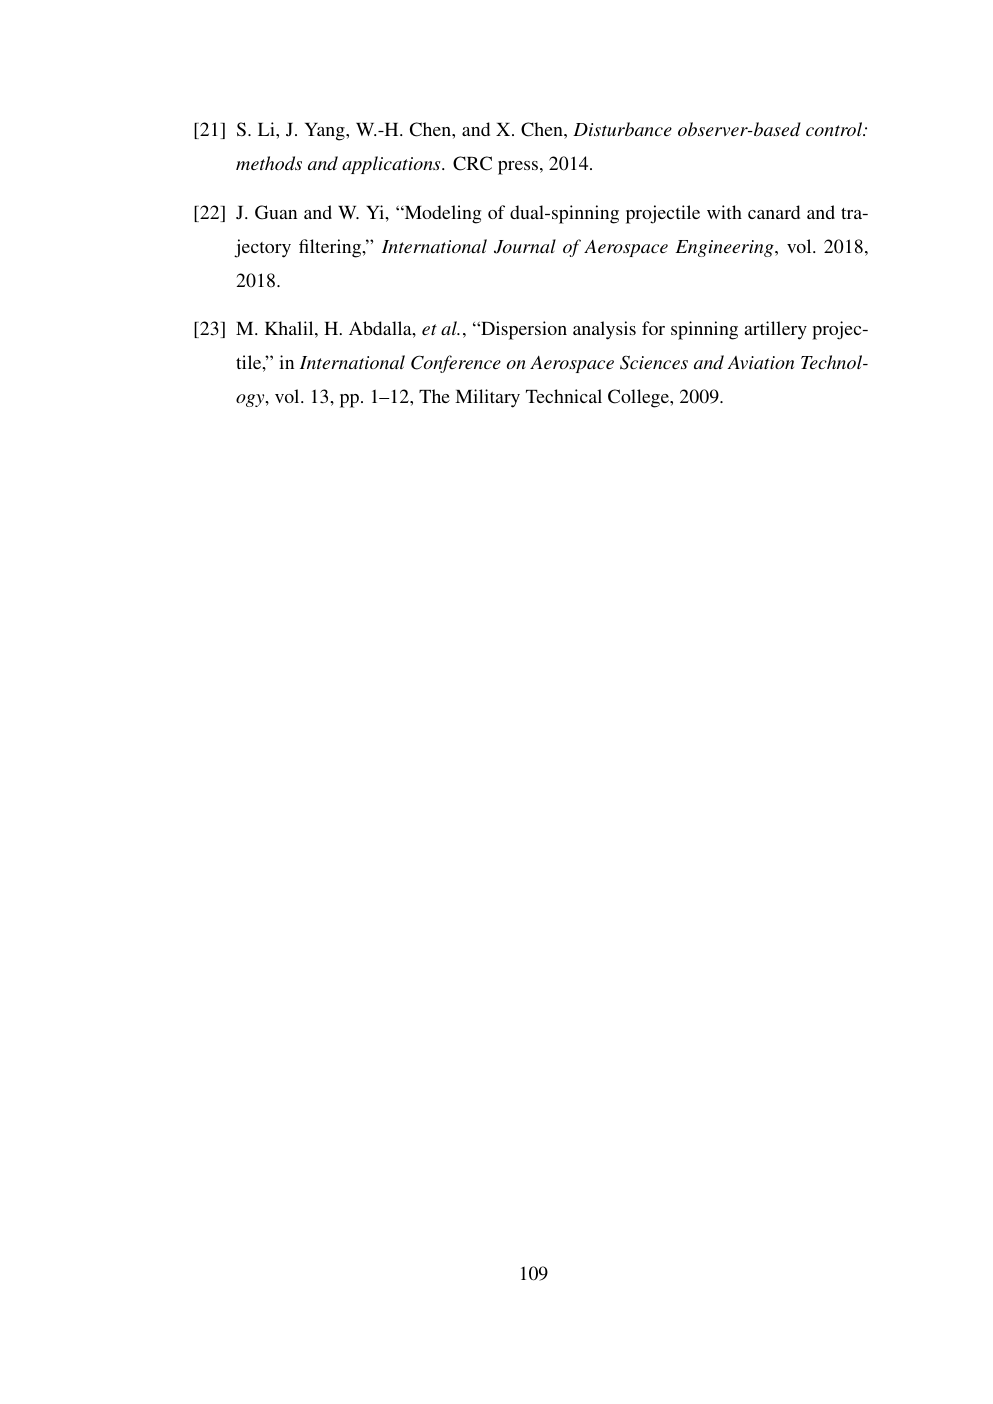 [21] S. Li, J. Yang, W.-H. Chen, and X. Chen, Disturbance observer-based control:
methods and applications. CRC press, 2014.
[22] J. Guan and W. Yi, “Modeling of dual-spinning projectile with canard and tra-
jectory filtering,” International Journal of Aerospace Engineering, vol. 2018,
2018.
[23] M. Khalil, H. Abdalla, et al., “Dispersion analysis for spinning artillery projec-
tile,” in International Conference on Aerospace Sciences and Aviation Technol-
ogy, vol. 13, pp. 1–12, The Military Technical College, 2009.
109